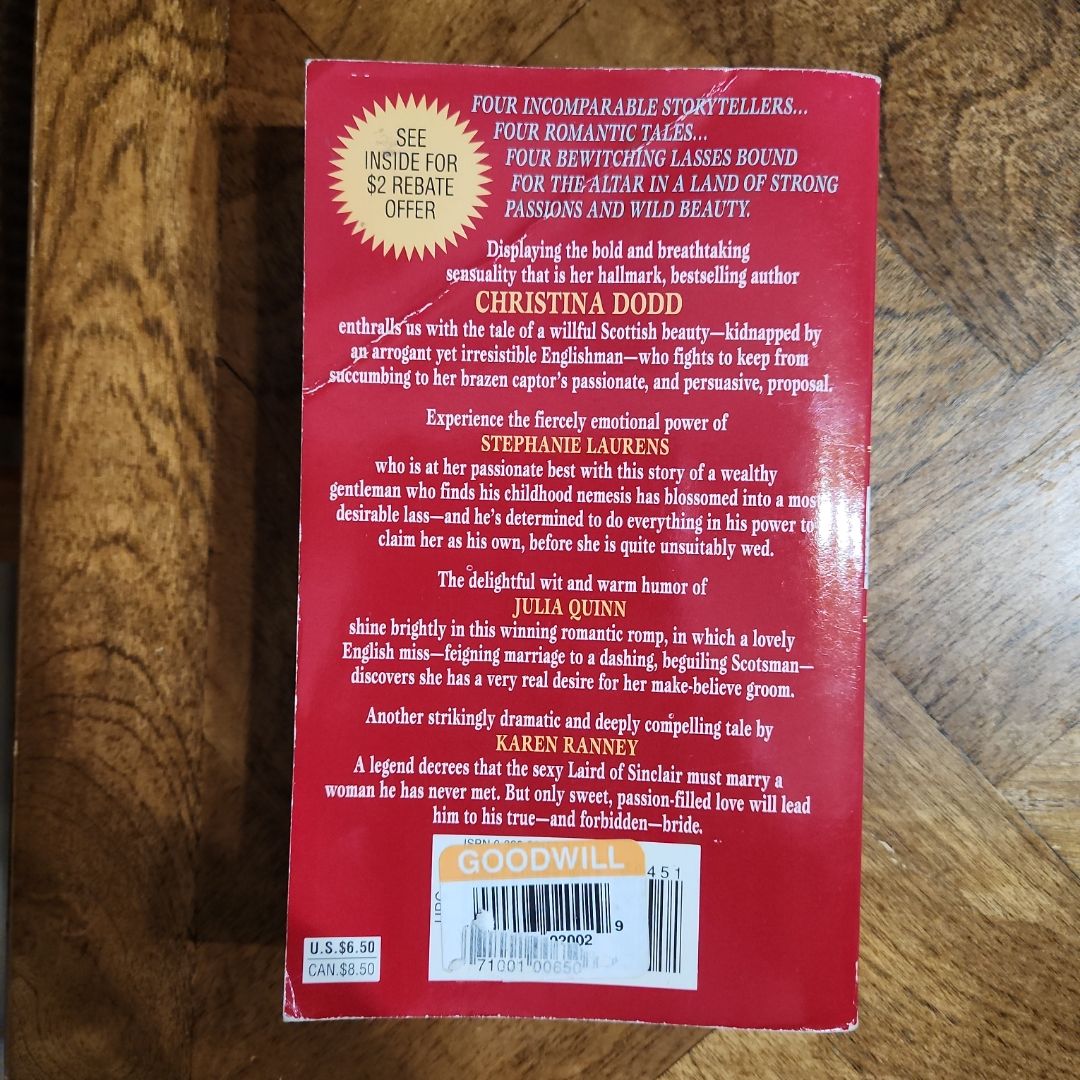 SEE
INSIDE FOR
$2 REBATE
OFFER
FOUR INCOMPARABLE STORYTELLERS...
FOUR ROMANTIC TALES...
FOUR BEWITCHING LASSES BOUND
FOR THE ALTAR IN A LAND OF STRONG
PASSIONS AND WILD BEAUTY.
Displaying the bold and breathtaking
sensuality that is her hallmark, bestselling author
CHRISTINA DODD
enthralls us with the tale of a willful Scottish beauty—kidnapped by
an arrogant yet irresistible Englishman—who fights to keep from
succumbing to her brazen captor's passionate, and persuasive, proposal.
Experience the fiercely emotional power of
STEPHANIE LAURENS
who is at her passionate best with this story of a wealthy
gentleman who finds his childhood nemesis has blossomed into a most
desirable lass—and he's determined to do everything in his power to
claim her as his own, before she is quite unsuitably wed.
The delightful wit and warm humor of
JULIA QUINN
shine brightly in this winning romantic romp, in which a lovely
English miss—feigning marriage to a dashing, beguiling Scotsman—
discovers she has a very real desire for her make-believe groom.
Another strikingly dramatic and deeply compelling tale by
KAREN RANNEY
A legend decrees that the sexy Laird of Sinclair must marry a
woman he has never met. But only sweet, passion-filled love will lead
him to his true—and forbidden—bride.
GOODWILL
451
9
02002
71001 00650
U.S.$6.50
CAN.$8.50